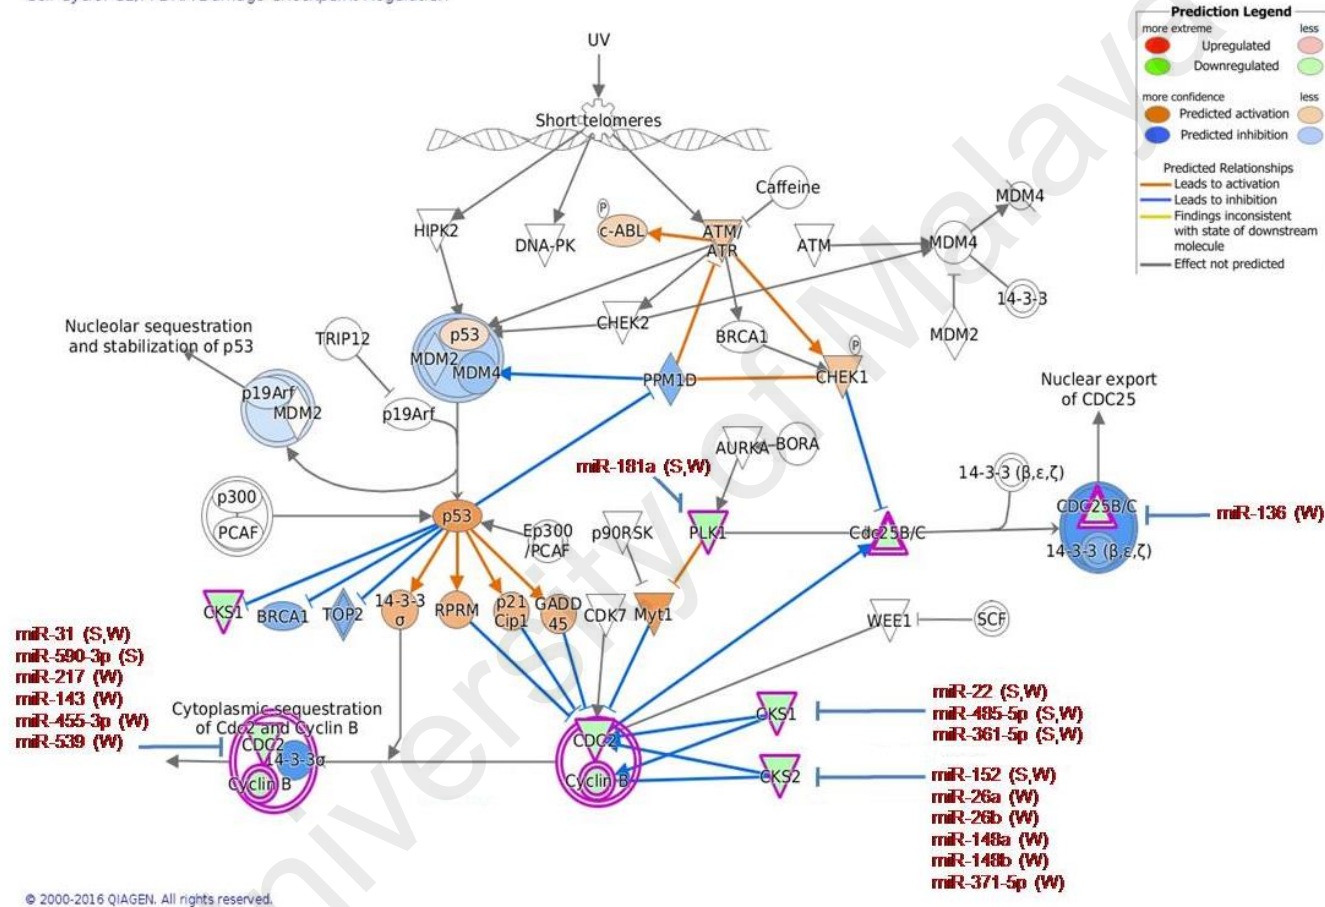 Prediction Legend
more extreme
less
Upregulated
Downregulated
more confidence
less
Predicted activation
Predicted inhibition
Predicted Relationships
Leads to activation
Leads to inhibition
Findings inconsistent
with state of downstream
molecule
Effect not predicted
UV
Short telomeres
Caffeine
MDM4
HIPK2
DNA-PK
P
c-ABL
ATM/
ATR
ATM
MDM4
14-3-3
CHEK2
BRCA1
MDM2
Nucleolar sequestration
and stabilization of p53
TRIP12
p53
MDM2
MDM4
PPM1D
P
CHEK1
Nuclear export
of CDC25
p19Arf
MDM2
p19Arf
AURKA
BORA
miR-181a (S,W)
14-3-3 (β,ε,ζ)
p300
PCAF
p53
Ep300
/PCAF
p90RSK
PLK1
Cdc25B/C
CDC25B/C
14-3-3 (β,ε,ζ)
miR-136 (W)
CKS1
BRCA1
TOP2
14-3-3
σ
RPRM
p21
Cip1
GADD
45
CDK7
Myt1
WEE1
SCF
miR-31 (S,W)
miR-590-3p (S)
miR-217 (W)
miR-143 (W)
miR-455-3p (W)
miR-539 (W)
Cytoplasmic sequestration
of Cdc2 and Cyclin B
CDC2
14-3-3σ
Cyclin B
CDC2
Cyclin B
CKS1
CKS2
miR-22 (S,W)
miR-485-5p (S,W)
miR-361-5p (S,W)
miR-152 (S,W)
miR-26a (W)
miR-26b (W)
miR-148a (W)
miR-148b (W)
miR-371-5p (W)
University of Malaya
© 2000-2016 QIAGEN. All rights reserved.